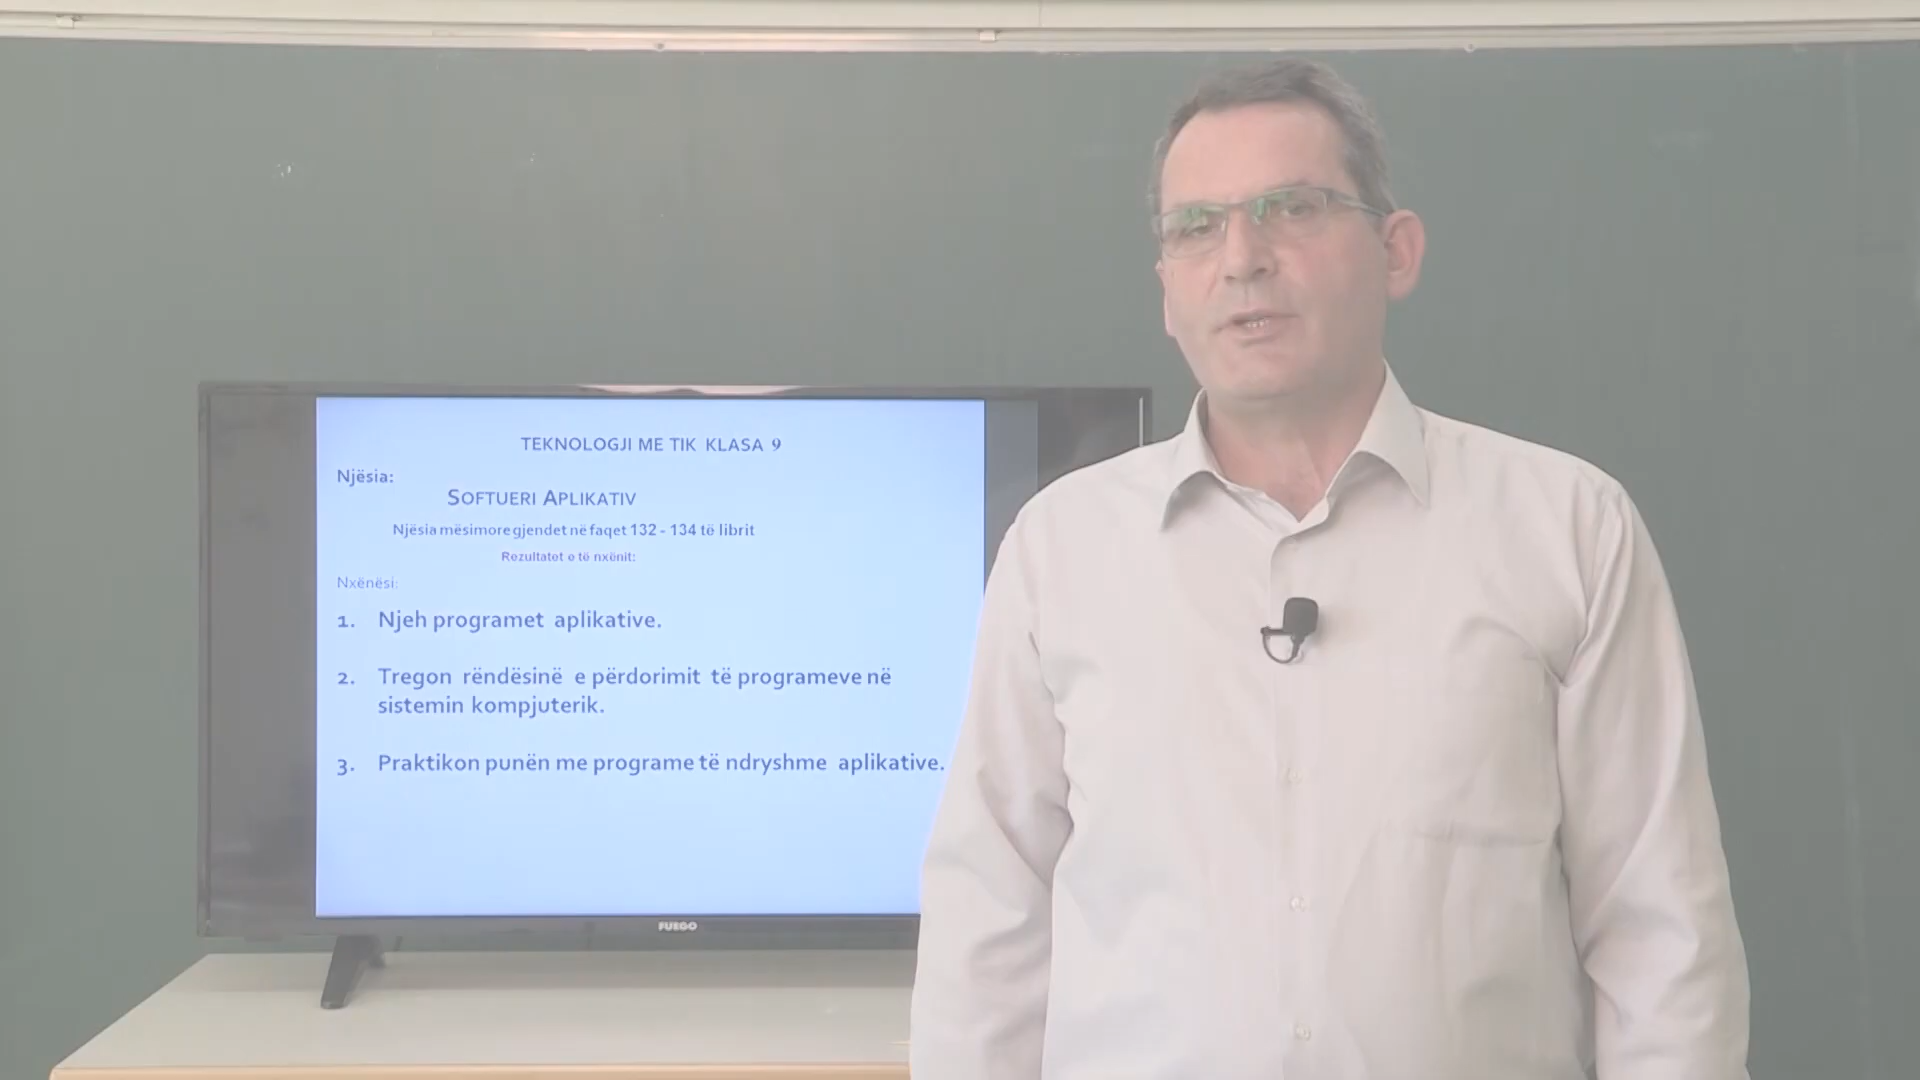 TEKNOLOGJI ME TIK KLASA 9
Njësia:
SOFTUERI APLIKATIV
Njësia mësimore gjendet në faqet 132 - 134 të librit
Rezultatet e të nxënit:
Nxënësi:
1. Njeh programet aplikative.
2. Tregon rëndësinë e përdorimit të programeve në
sistemin kompjuterik.
3. Praktikon punën me programe të ndryshme aplikative.
FUEGO